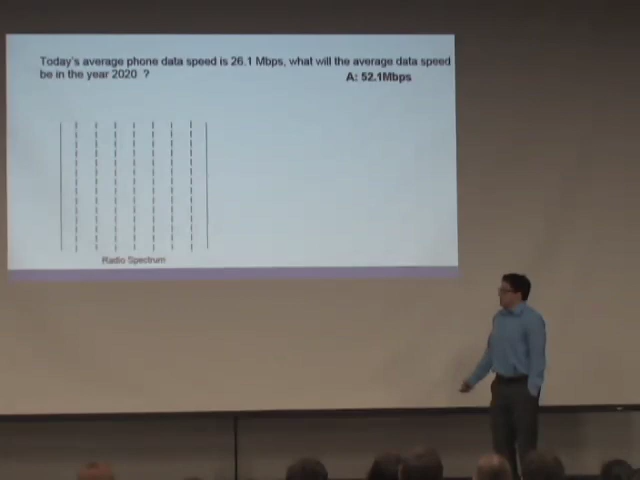 Today's average phone data speed is 26.1 Mbps, what will the average data speed
be in the year 2020 ?
A: 52.1Mbps
Radio Spectrum